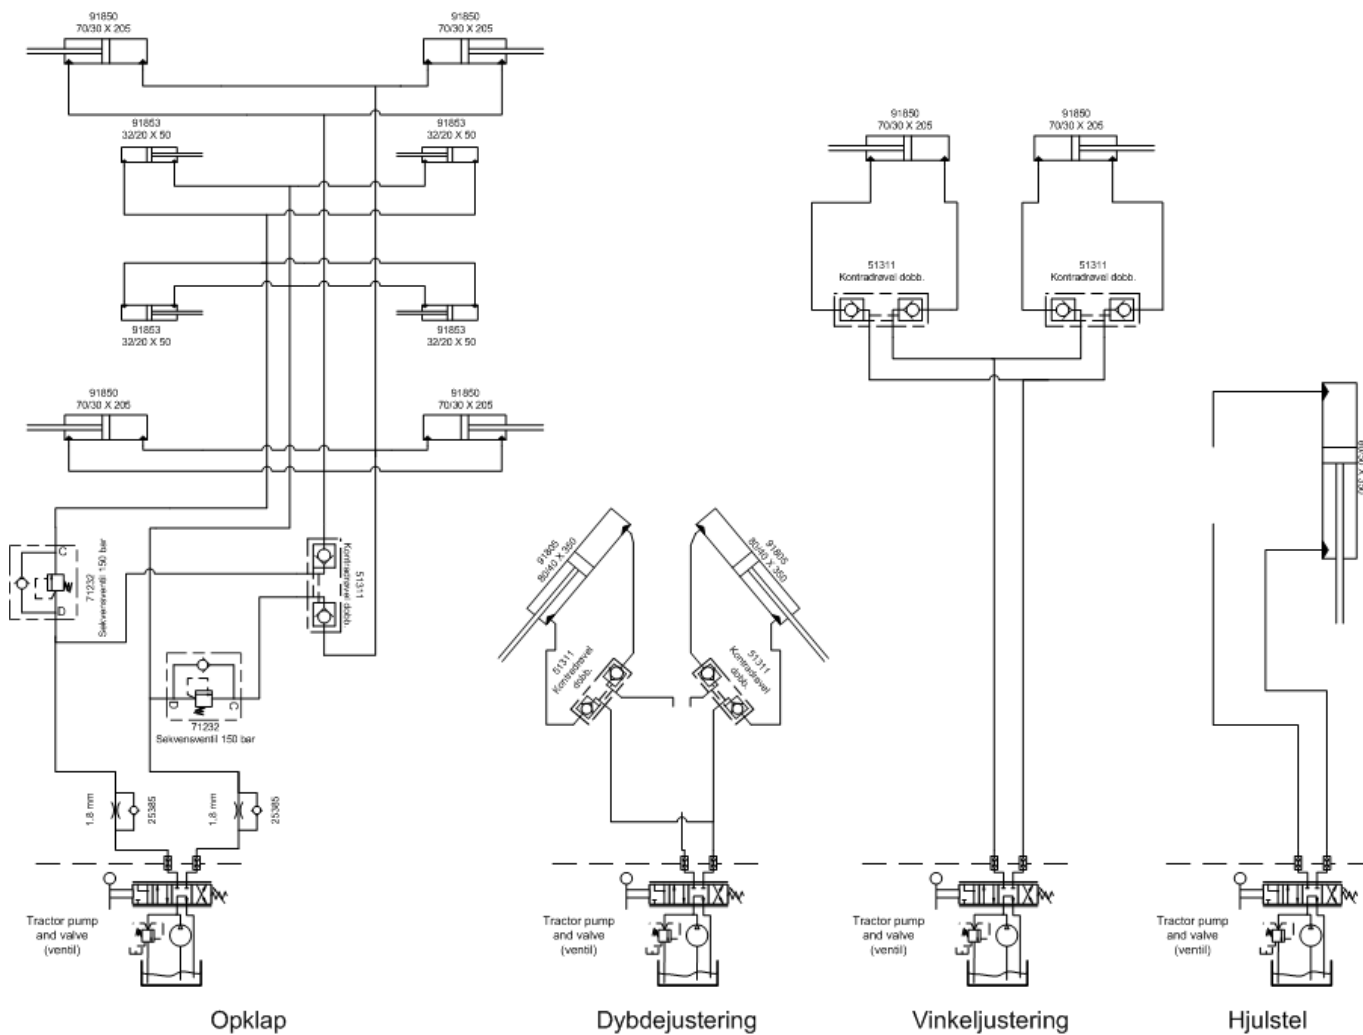 91850
70/30 X 205
91850
70/30 X 205
91853
32/20 X 50
91853
32/20 X 50
91853
32/20 X 50
91853
32/20 X 50
91850
70/30 X 205
91850
70/30 X 205
C
D
71232
Sekvensventil 150 bar
51311
Kontradrøvel dobb.
D
C
71232
Sekvensventil 150 bar
1.8 mm
25385
1.8 mm
25385
Tractor pump
and valve
(ventil)
Opklap
91805
80/40 X 350
91805
80/40 X 350
51311
Kontradrøvel
dobb.
51311
Kontradrøvel
dobb.
Tractor pump
and valve
(ventil)
Dybdejustering
91850
70/30 X 205
91850
70/30 X 205
51311
Kontradrøvel dobb.
51311
Kontradrøvel dobb.
Tractor pump
and valve
(ventil)
Vinkeljustering
Tractor pump
and valve
(ventil)
Hjulstel